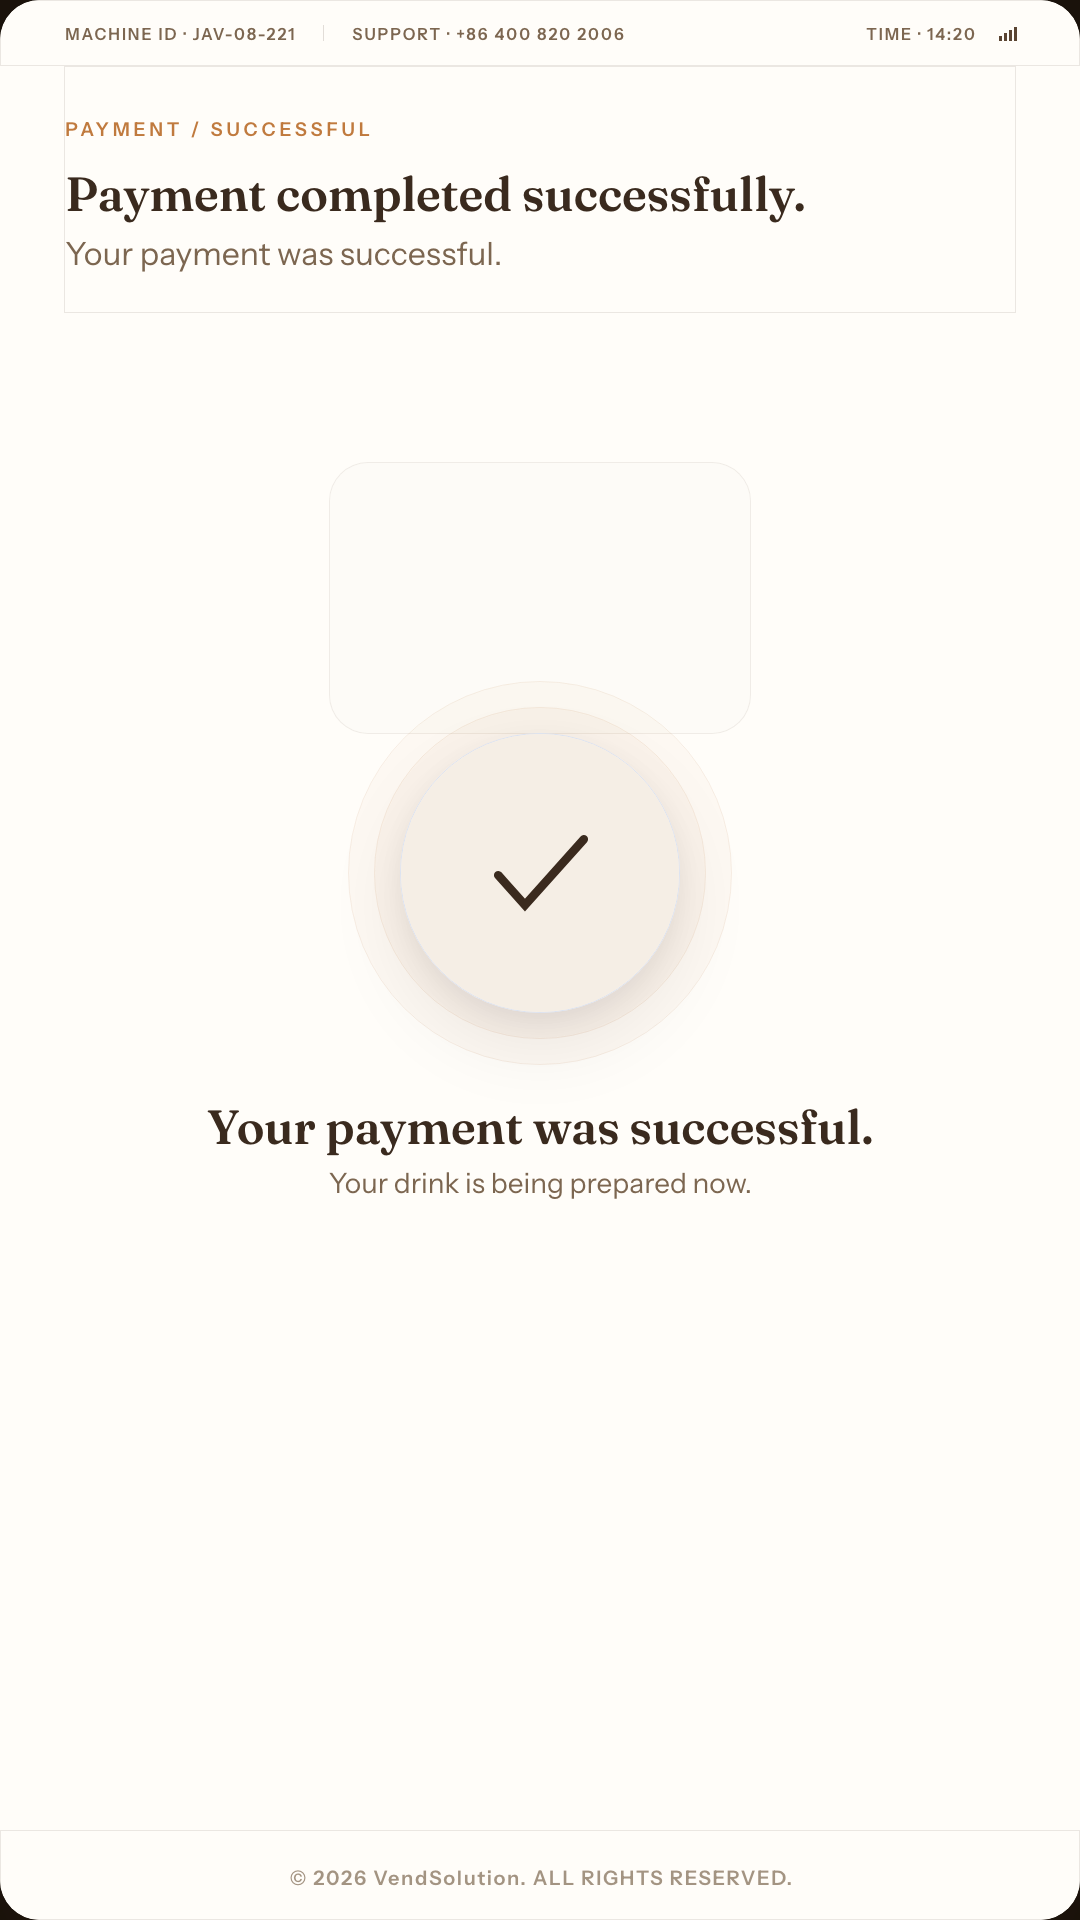 MACHINE ID · JAV-08-221
SUPPORT · +86 400 820 2006
TIME · 14:20
PAYMENT / SUCCESSFUL
Payment completed successfully.
Your payment was successful.
Your payment was successful.
Your drink is being prepared now.
© 2026 VendSolution. ALL RIGHTS RESERVED.